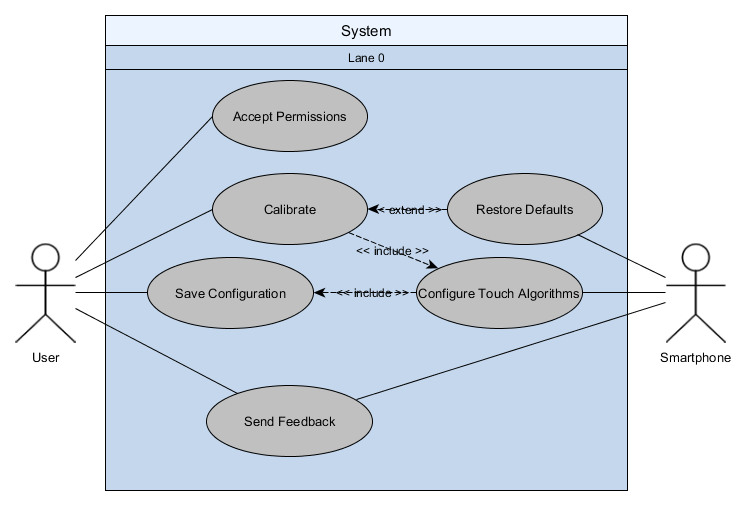 System
Lane 0
Accept Permissions
Calibrate
<< extend >>
Restore Defaults
<< include >>
Save Configuration
<< include >>
Configure Touch Algorithms
User
Smartphone
Send Feedback